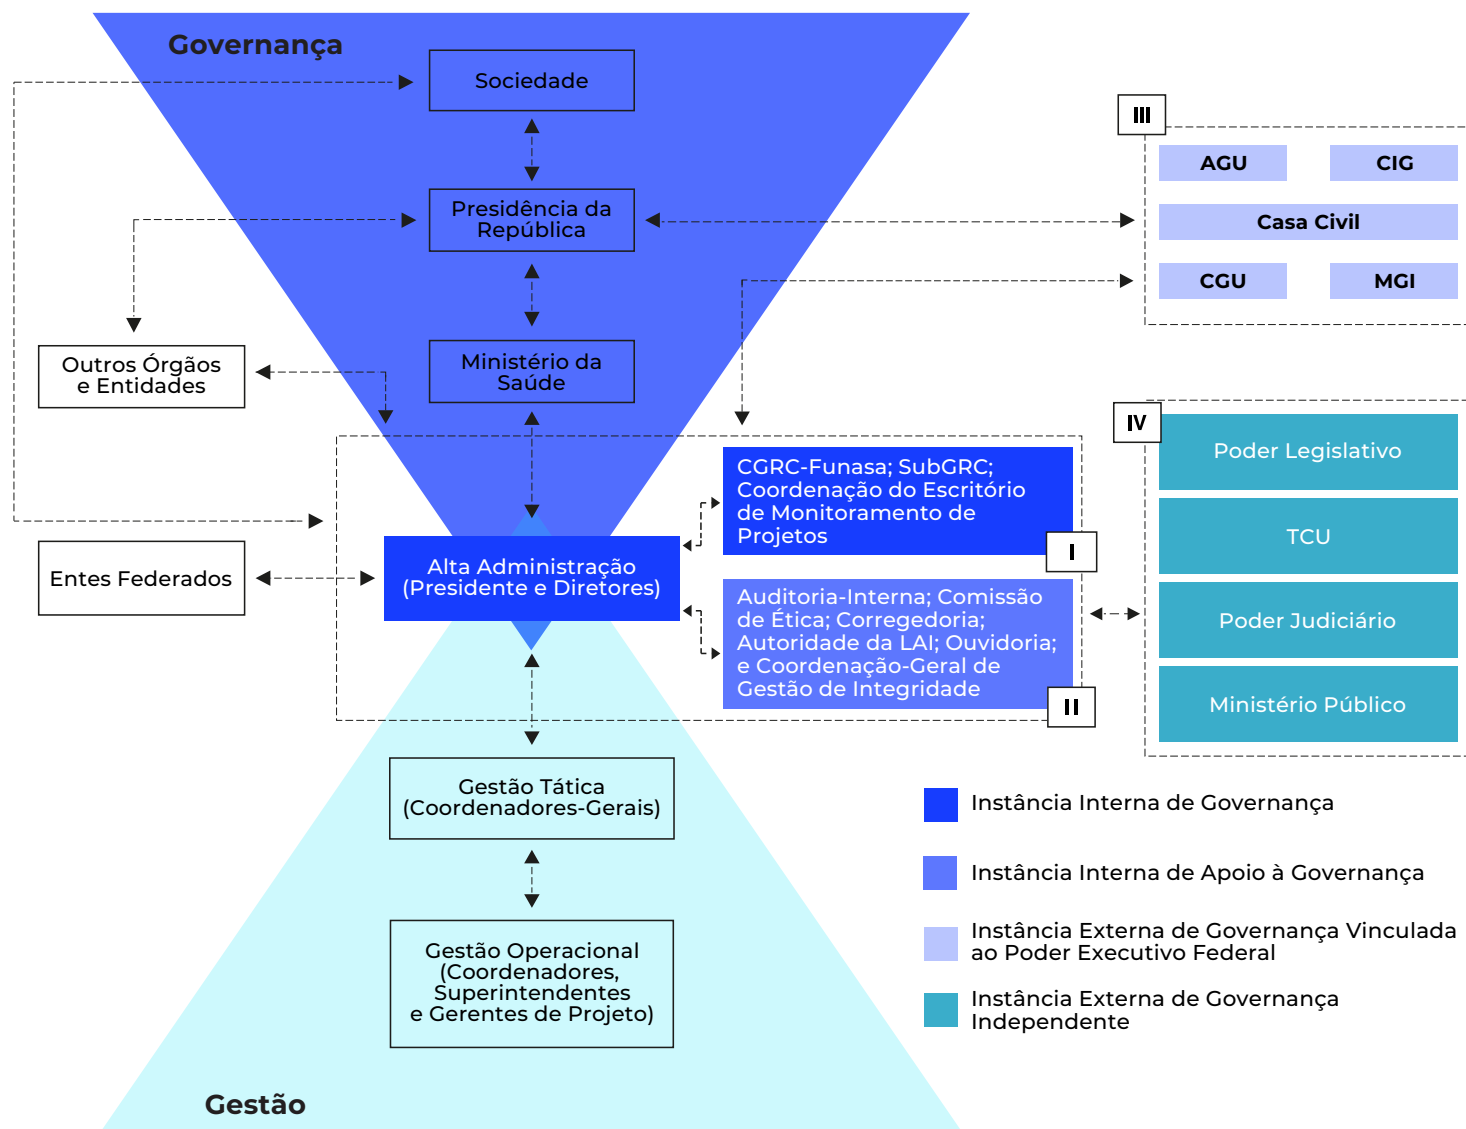 Governança
Sociedade
Presidência da
República
Ministério da
Saúde
Outros Órgãos
e Entidades
Entes Federados
Alta Administração
(Presidente e Diretores)
CGRC-Funasa; SubGRC;
Coordenação do Escritório
de Monitoramento de
Projetos
I
Auditoria-Interna; Comissão
de Ética; Corregedoria;
Autoridade da LAI; Ouvidoria;
e Coordenação-Geral de
Gestão de Integridade
II
III
AGU
CIG
Casa Civil
CGU
MGI
IV
Poder Legislativo
TCU
Poder Judiciário
Ministério Público
Gestão Tática
(Coordenadores-Gerais)
Gestão Operacional
(Coordenadores,
Superintendentes
e Gerentes de Projeto)
Gestão
Instância Interna de Governança
Instância Interna de Apoio à Governança
Instância Externa de Governança Vinculada
ao Poder Executivo Federal
Instância Externa de Governança
Independente